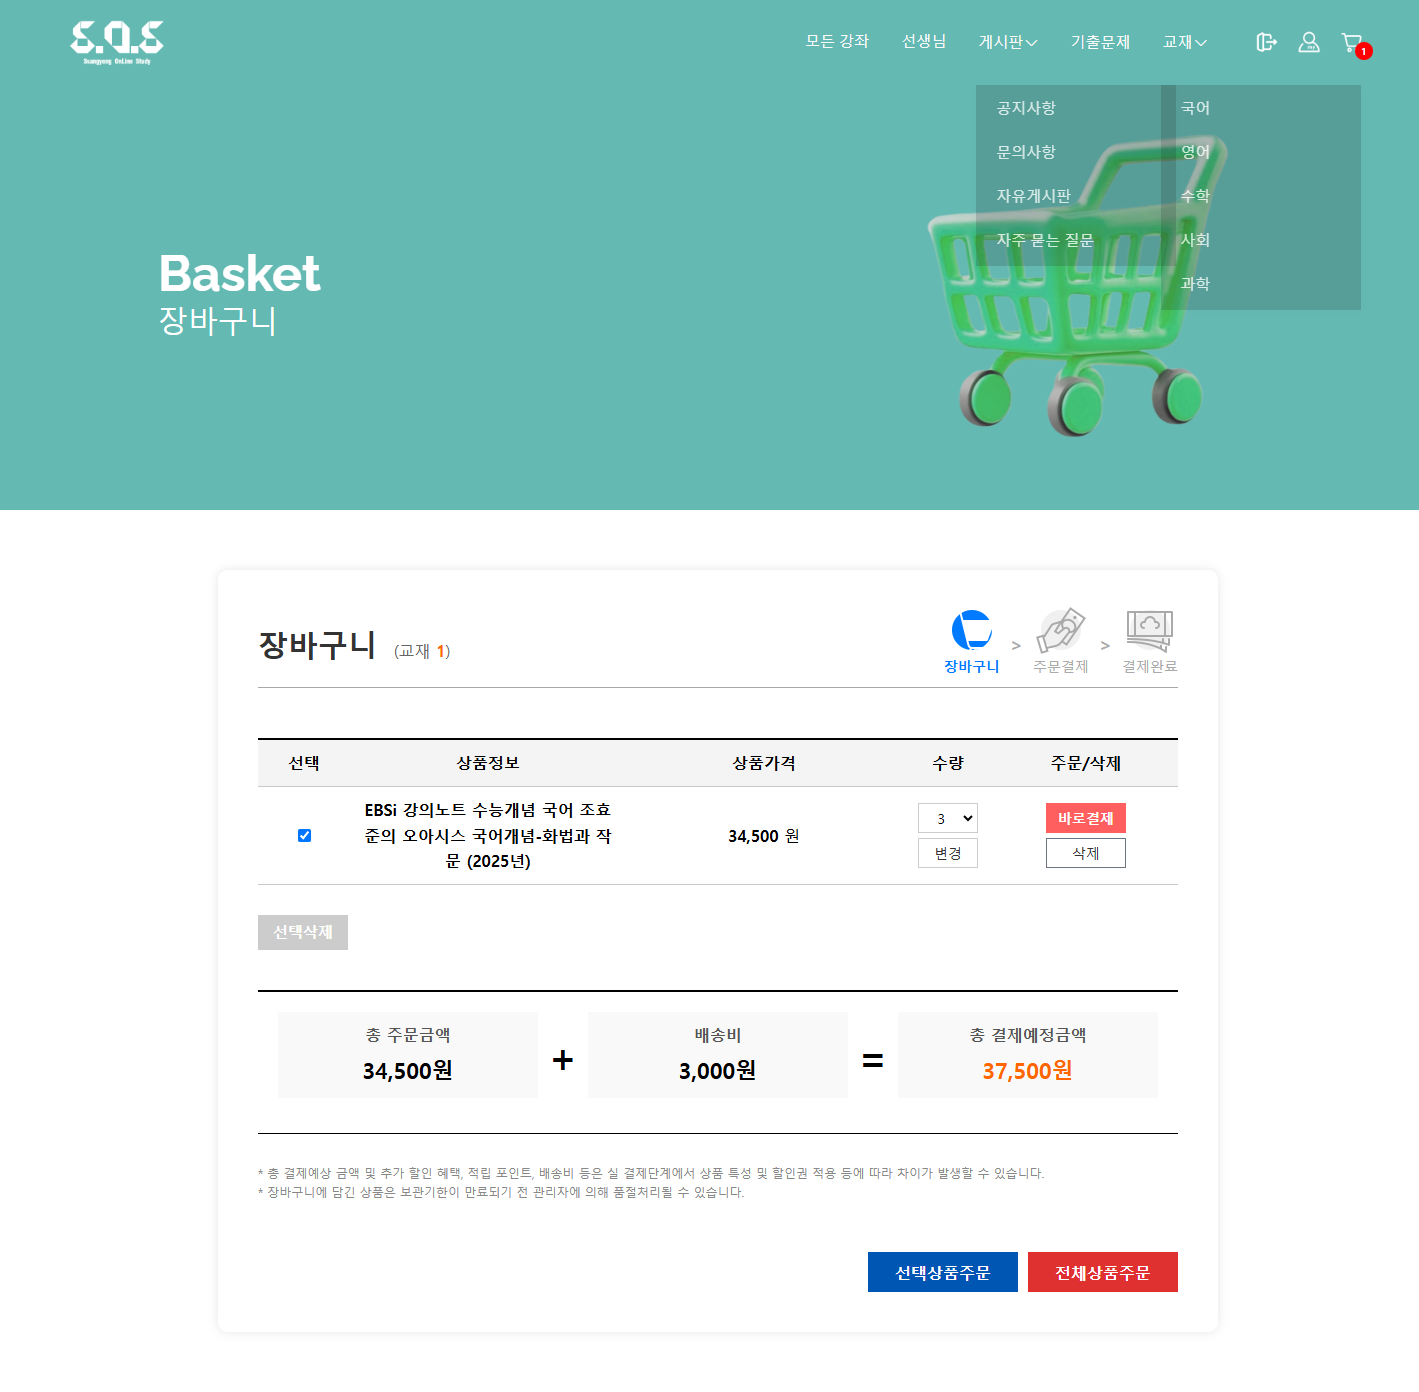 S.O.S
Ssangyong OnLine Study
모든 강좌
선생님
게시판
기출문제
교재
1
공지사항
문의사항
자유게시판
자주 묻는 질문
국어
영어
수학
사회
과학
Basket
장바구니
장바구니 (교재 1)
장바구니 > 주문결제 > 결제완료
선택 상품정보 상품가격 수량 주문/삭제
EBSi 강의노트 수능개념 국어 조효
준의 오아시스 국어개념-화법과 작
문 (2025년)
34,500 원
3
변경
바로결제
삭제
선택삭제
총 주문금액
34,500원
+
배송비
3,000원
=
총 결제예정금액
37,500원
* 총 결제예상 금액 및 추가 할인 혜택, 적립 포인트, 배송비 등은 실 결제단계에서 상품 특성 및 할인권 적용 등에 따라 차이가 발생할 수 있습니다.
* 장바구니에 담긴 상품은 보관기한이 만료되기 전 관리자에 의해 품절처리될 수 있습니다.
선택상품주문
전체상품주문